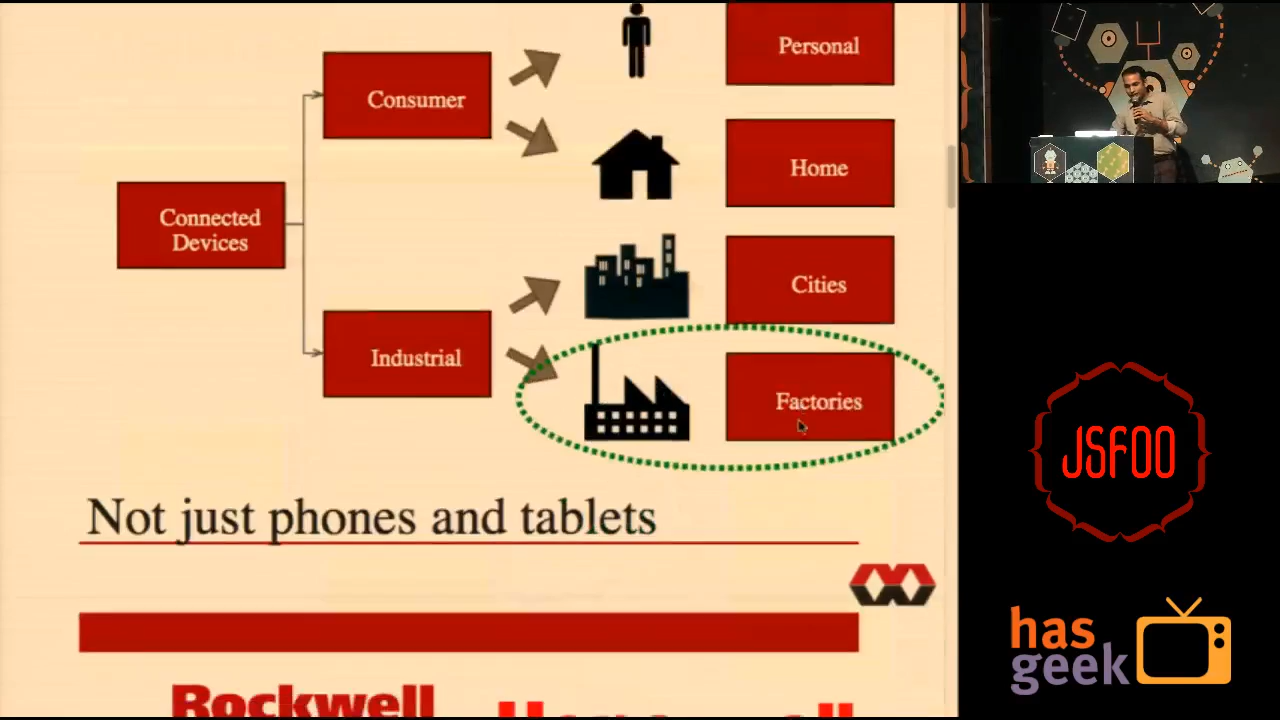 Personal
Consumer
Home
Connected
Devices
Cities
Industrial
Factories
Not just phones and tablets
Rockwell
JSFOO
has
geek